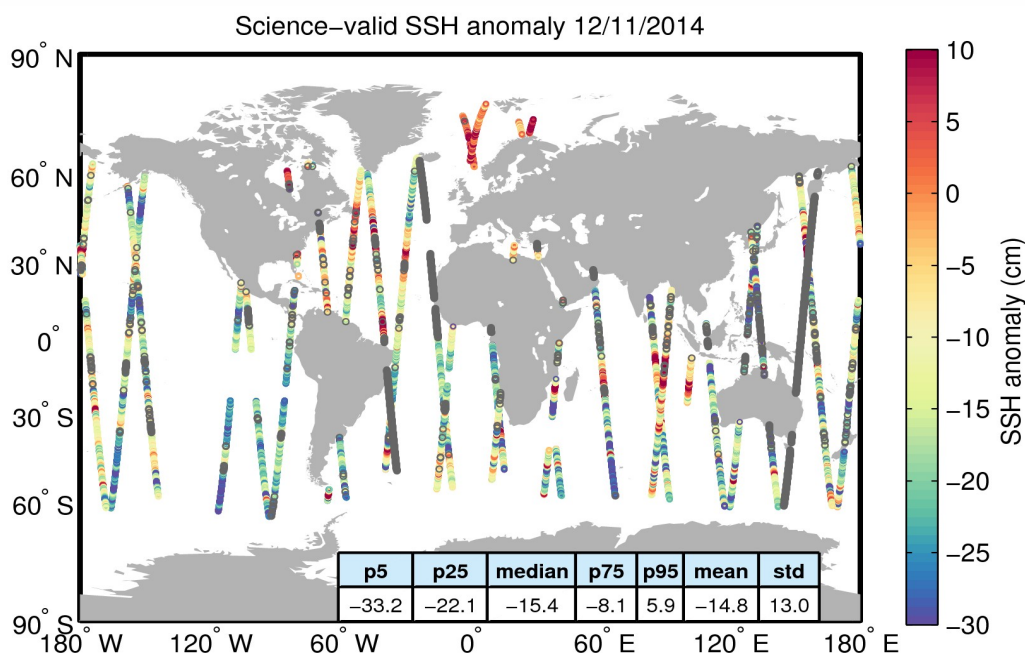 Science−valid SSH anomaly 12/11/2014
90° N
60° N
30° N
0°
30° S
60° S
90° S
180° W
120° W
60° W
0°
60° E
120° E
180° E
p5 p25 median p75 p95 mean std
−33.2 −22.1 −15.4 −8.1 5.9 −14.8 13.0
10
5
0
−5
−10
−15
−20
−25
−30
SSH anomaly (cm)